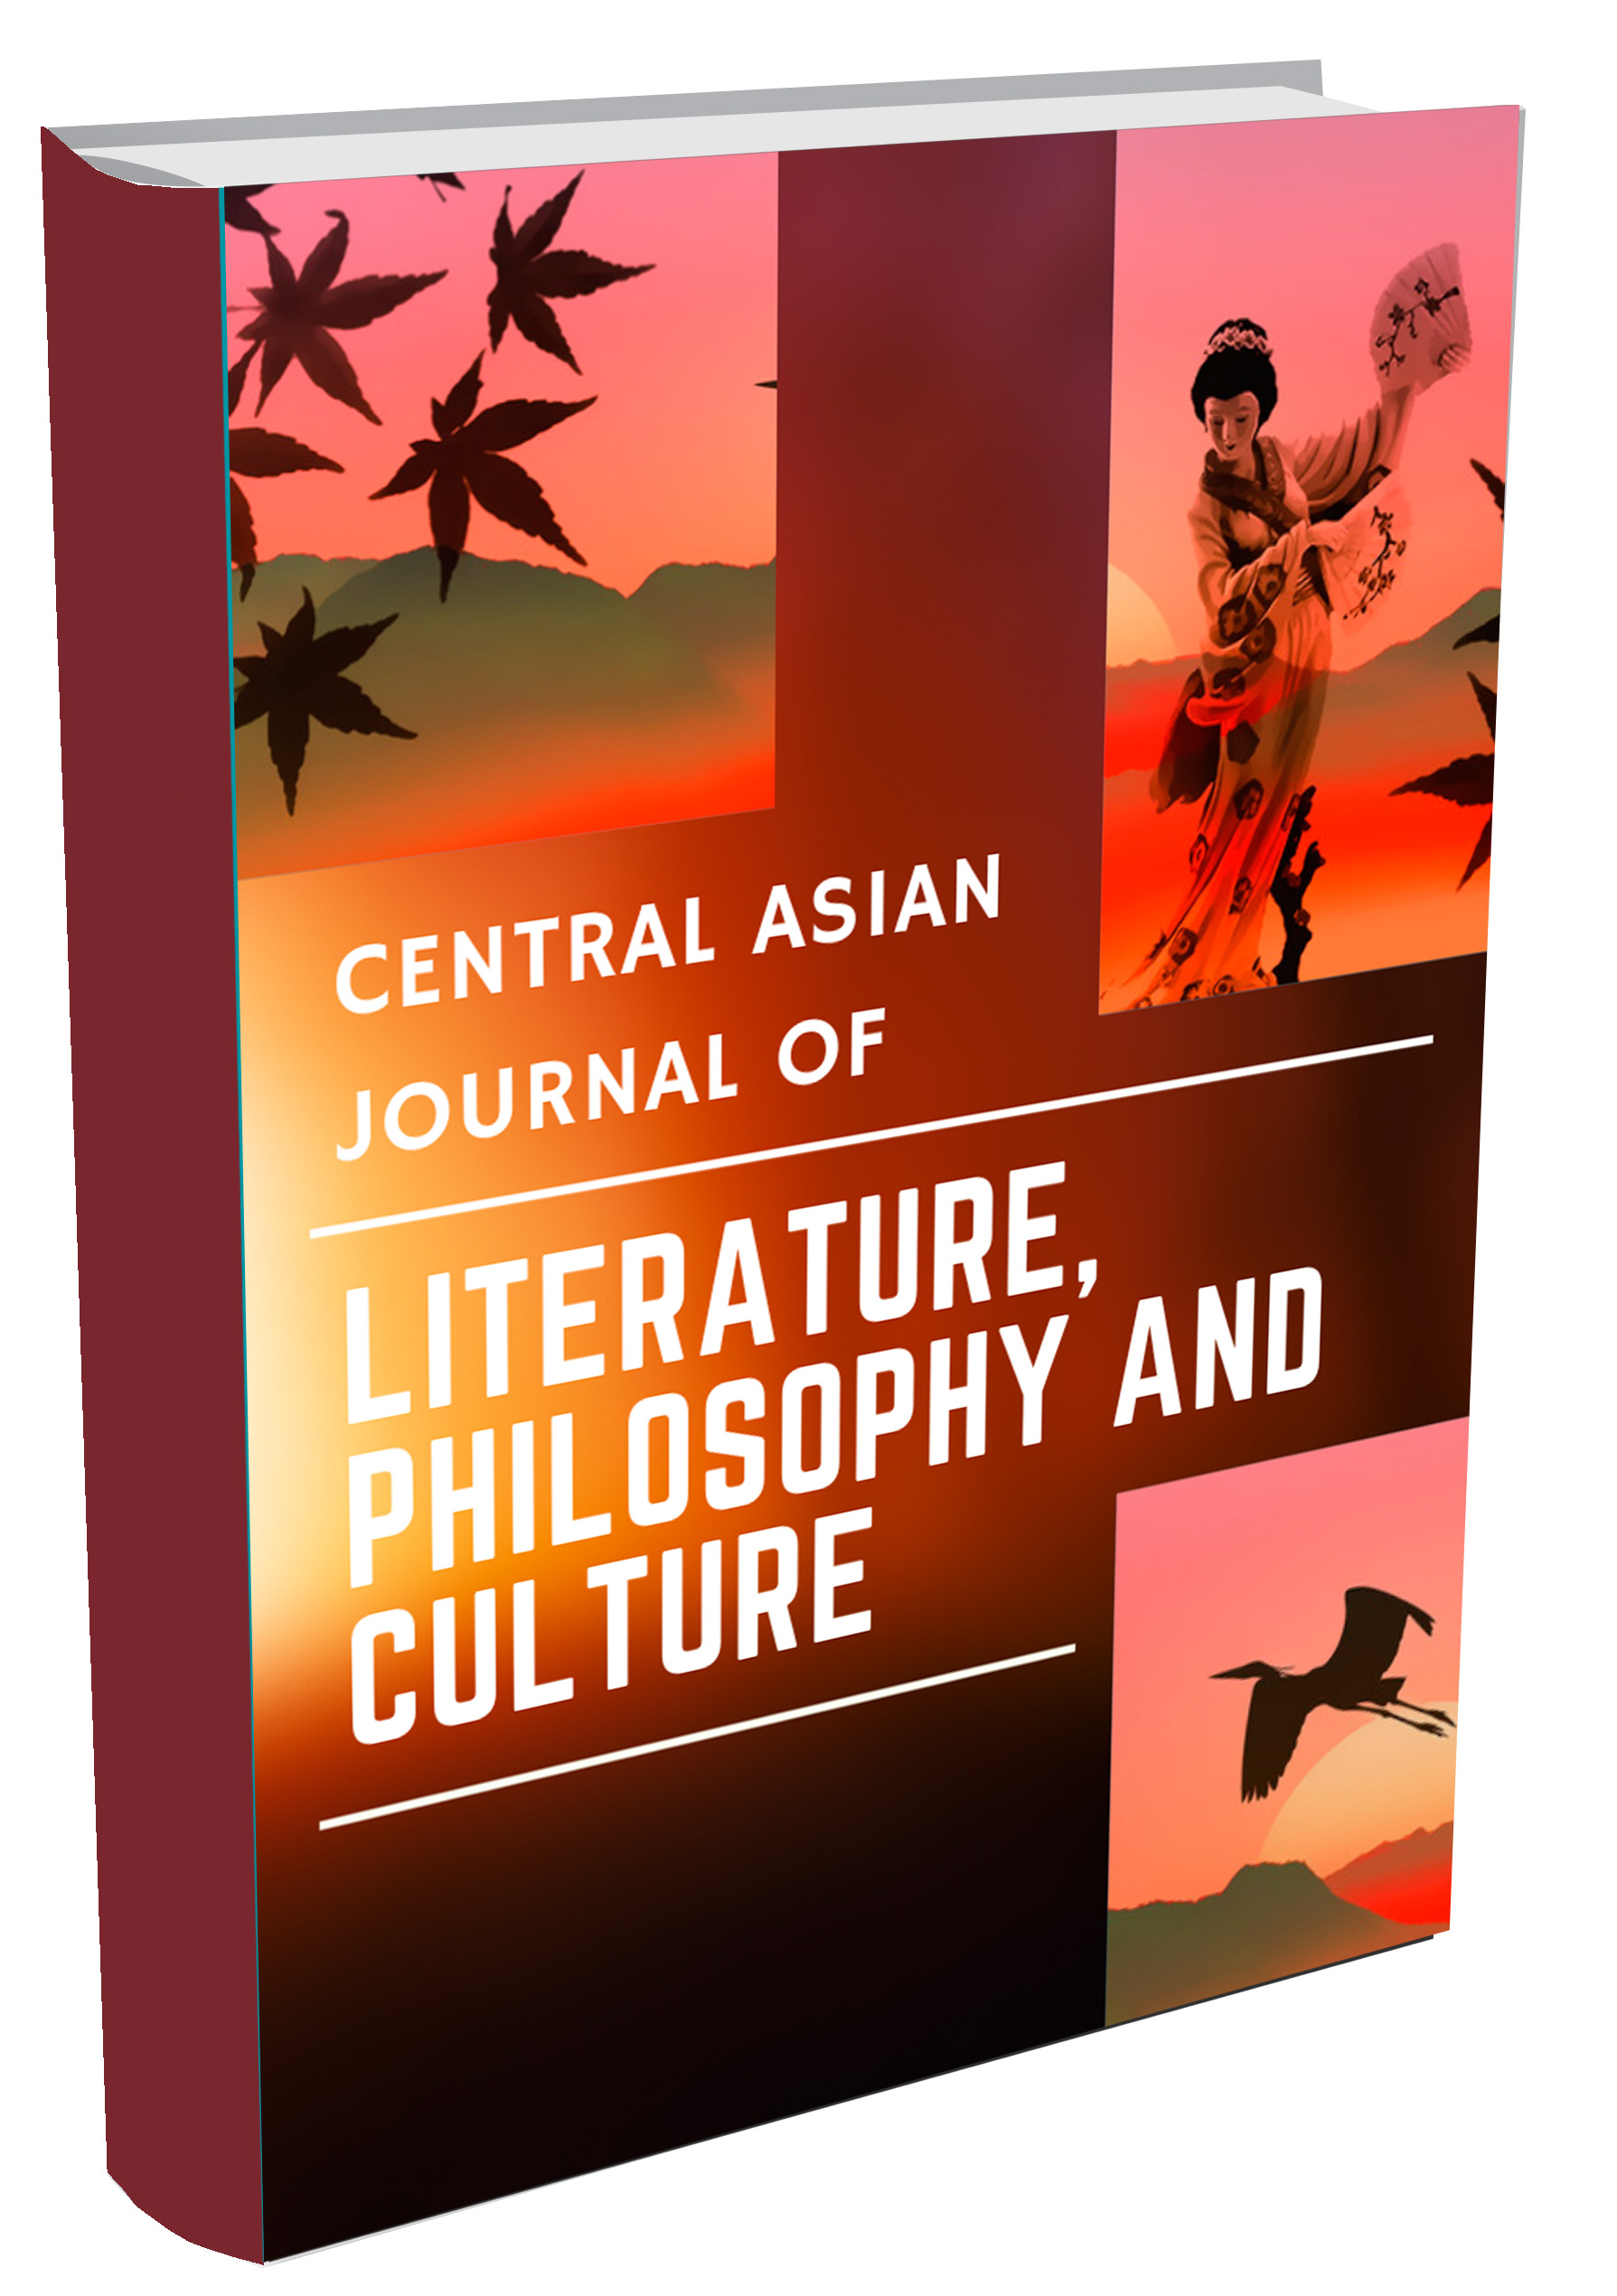 CENTRAL ASIAN
JOURNAL OF
LITERATURE,
PHILOSOPHY AND
CULTURE